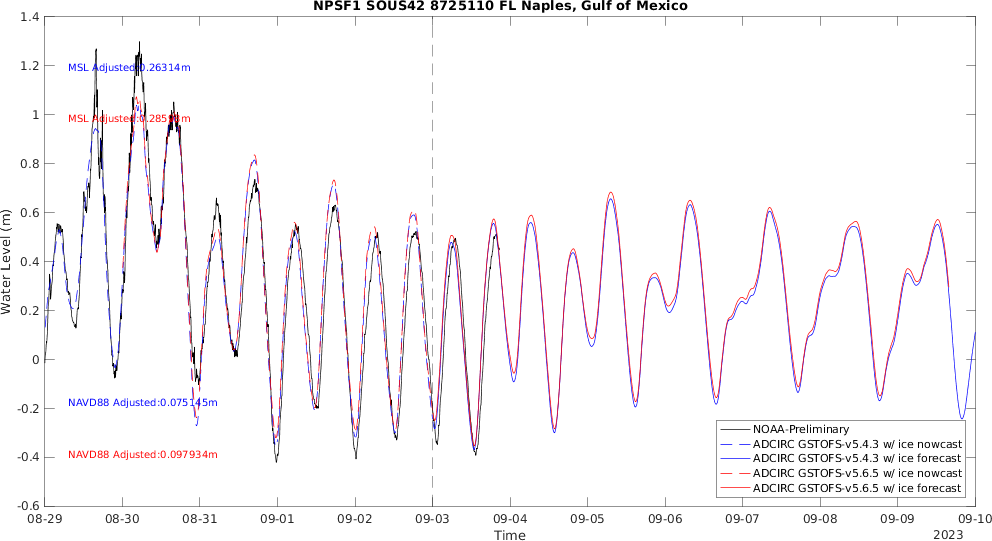 NPSF1 SOUS42 8725110 FL Naples, Gulf of Mexico
1.4
1.2
1
0.8
0.6
0.4
0.2
0
-0.2
-0.4
-0.6
Water Level (m)
MSL Adjusted:0.26314m
MSL Adjusted:0.285
NAVD88 Adjusted:0.075145m
NAVD88 Adjusted:0.097934m
NOAA-Preliminary
ADCIRC GSTOFS-v5.4.3 w/ ice nowcast
ADCIRC GSTOFS-v5.4.3 w/ ice forecast
ADCIRC GSTOFS-v5.6.5 w/ ice nowcast
ADCIRC GSTOFS-v5.6.5 w/ ice forecast
08-29 08-30 08-31 09-01 09-02 09-03 09-04 09-05 09-06 09-07 09-08 09-09 09-10
Time
2023